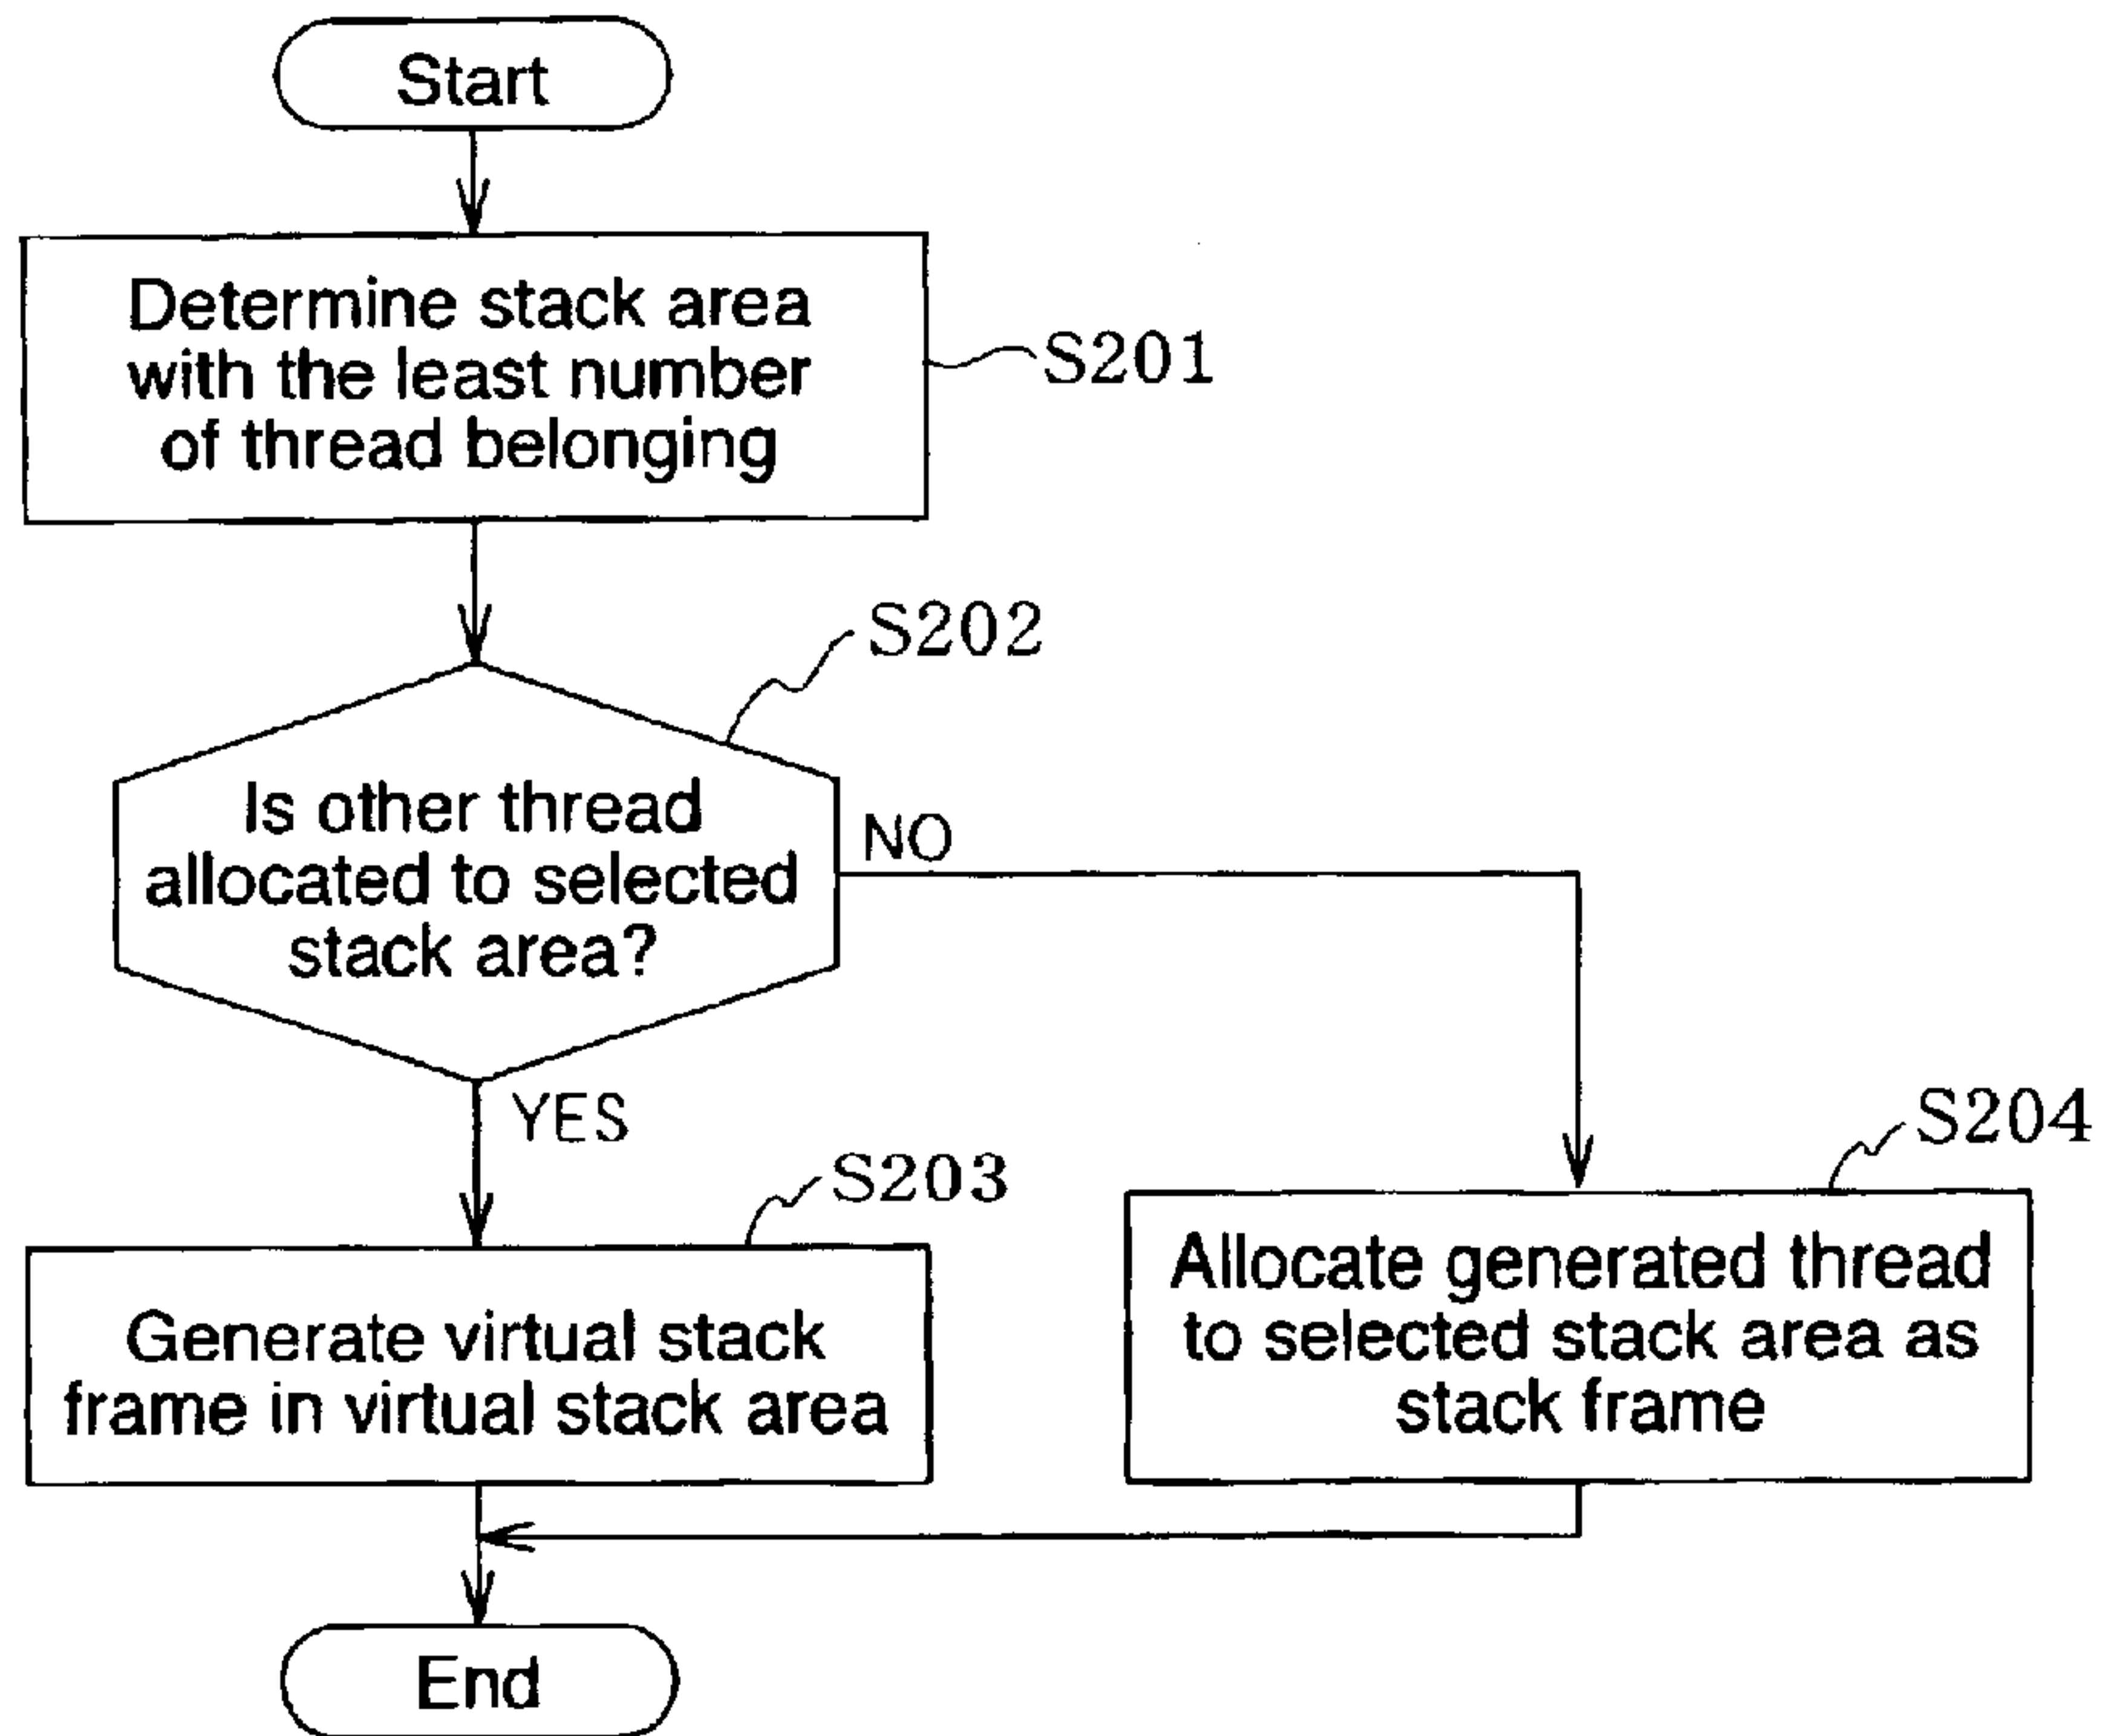 Start
Determine stack area
with the least number
of thread belonging
S201
S202
Is other thread
allocated to selected
stack area?
NO
YES
S203
S204
Generate virtual stack
frame in virtual stack area
Allocate generated thread
to selected stack area as
stack frame
End